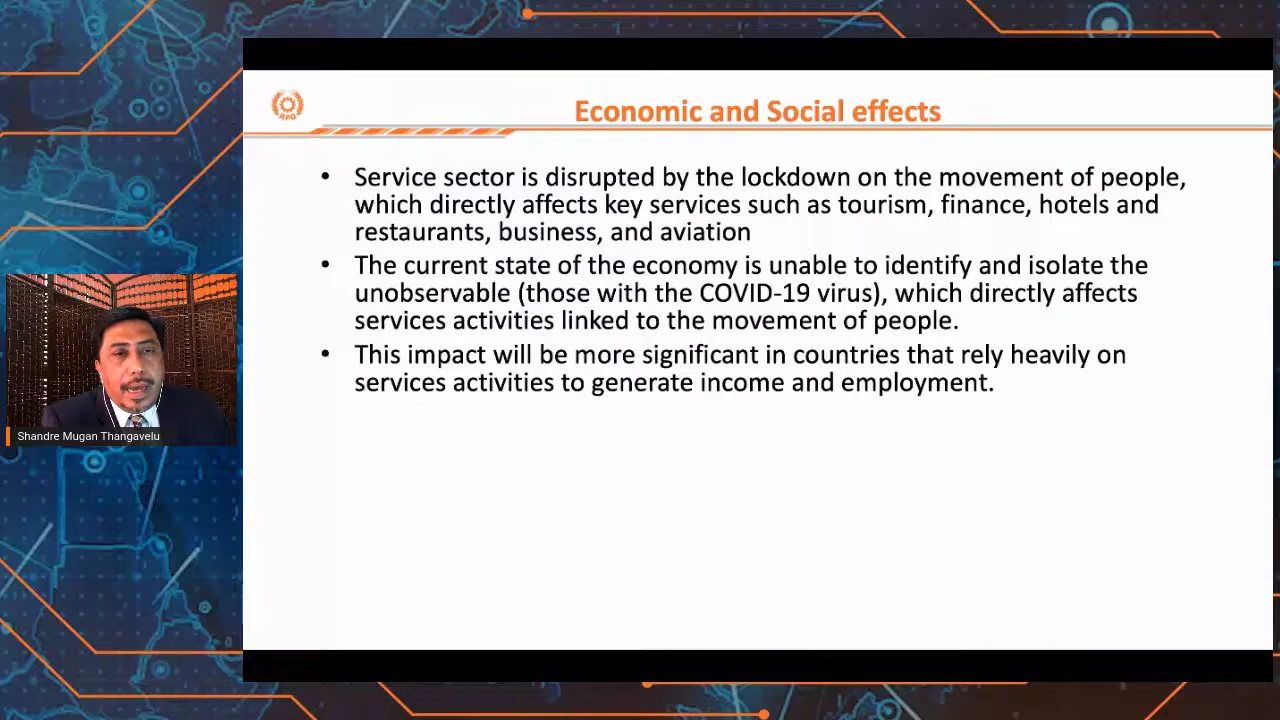 Economic and Social effects
• Service sector is disrupted by the lockdown on the movement of people,
which directly affects key services such as tourism, finance, hotels and
restaurants, business, and aviation
• The current state of the economy is unable to identify and isolate the
unobservable (those with the COVID-19 virus), which directly affects
services activities linked to the movement of people.
• This impact will be more significant in countries that rely heavily on
services activities to generate income and employment.
Shandre Mugan Thangavelu